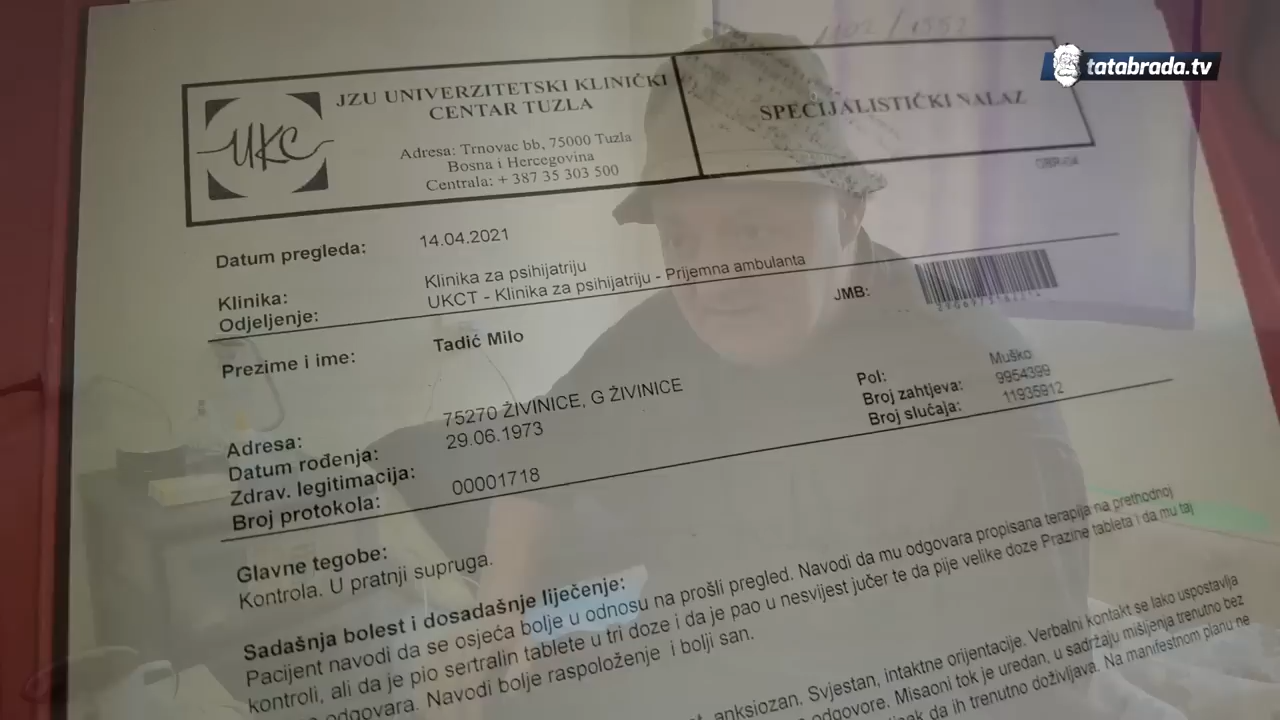 tatabrada.tv
JZU UNIVERZITETSKI KLINIČKI
CENTAR TUZLA
UKC
Adresa: Trnovac bb, 75000 Tuzla
Bosna i Hercegovina
Centrala: + 387 35 303 500
SPECIJALISTIČKI NALAZ
Datum pregleda: 14.04.2021
Klinika: Klinika za psihijatriju
Odjeljenje: UKCT - Klinika za psihijatriju - Prijemna ambulanta
JMB:
Prezime i ime: Tadić Milo
Pol: Muško
Broj zahtjeva: 9954399
Broj slučaja: 11935912
Adresa: 75270 ŽIVINICE, G ŽIVINICE
Datum rođenja: 29.06.1973
Zdrav. legitimacija:
Broj protokola: 00001718
Glavne tegobe:
Kontrola. U pratnji supruga.
Sadašnja bolest i dosadašnje liječenje:
Pacijent navodi da se osjeća bolje u odnosu na prošli pregled. Navodi da mu odgovara propisana terapija na prethodnoj
kontroli, ali da je pio sertralin tablete u tri doze i da je pao u nesvijest jučer te da pije velike doze Prazine tableta i da mu taj
odgovara. Navodi bolje raspoloženje i bolji san.
anksiozan. Svjestan, intaktne orijentacije. Verbalni kontakt se lako uspostavlja
odgovore. Misaoni tok je uredan, u sadržaju mišljenja trenutno bez
da ih trenutno doživljava. Na manifestnom planu ne